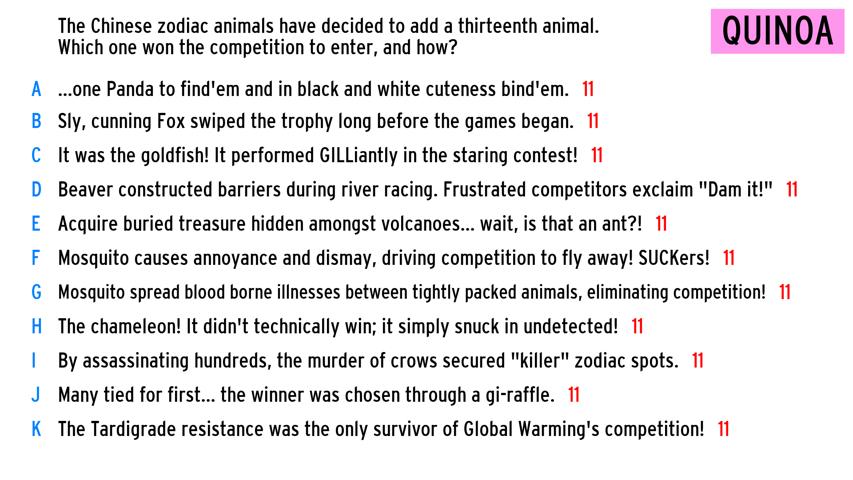 The Chinese zodiac animals have decided to add a thirteenth animal.
Which one won the competition to enter, and how?
QUINOA
A ...one Panda to find'em and in black and white cuteness bind'em. 11
B Sly, cunning Fox swiped the trophy long before the games began. 11
C It was the goldfish! It performed GILLiantly in the staring contest! 11
D Beaver constructed barriers during river racing. Frustrated competitors exclaim "Dam it!" 11
E Acquire buried treasure hidden amongst volcanoes... wait, is that an ant?! 11
F Mosquito causes annoyance and dismay, driving competition to fly away! SUCKers! 11
G Mosquito spread blood borne illnesses between tightly packed animals, eliminating competition! 11
H The chameleon! It didn't technically win; it simply snuck in undetected! 11
I By assassinating hundreds, the murder of crows secured "killer" zodiac spots. 11
J Many tied for first... the winner was chosen through a gi-raffle. 11
K The Tardigrade resistance was the only survivor of Global Warming's competition! 11